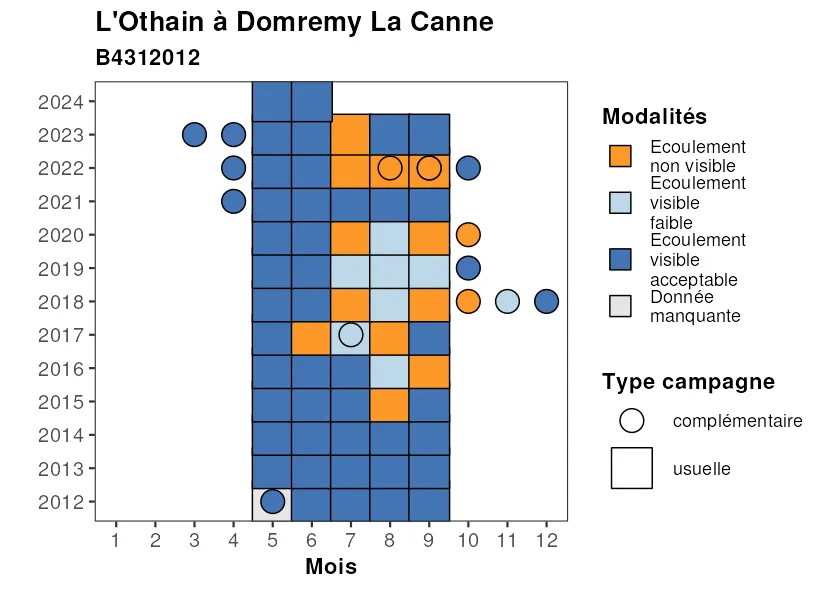 L'Othain à Domremy La Canne
B4312012
2024
2023
2022
2021
2020
2019
2018
2017
2016
2015
2014
2013
2012
1 2 3 4 5 6 7 8 9 10 11 12
Mois
Modalités
Ecoulement
non visible
Ecoulement
visible
faible
Ecoulement
visible
acceptable
Donnée
manquante
Type campagne
complémentaire
usuelle